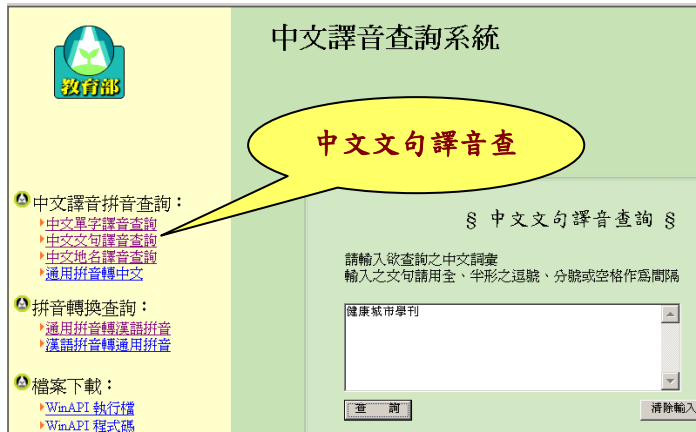 教育部
中文譯音查詢系統
中文文句譯音查
中文譯音拼音查詢：
中文單字譯音查詢
中文文句譯音查詢
中文地名譯音查詢
通用拼音轉中文
拼音轉換查詢：
通用拼音轉漢語拼音
漢語拼音轉通用拼音
檔案下載：
WinAPI 執行檔
WinAPI 程式碼
§ 中文文句譯音查詢 §
請輸入欲查詢之中文詞彙
輸入之文句請用全、半形之逗號、分號或空格作為間隔
健康城市學刊
查 詢
清除輸入